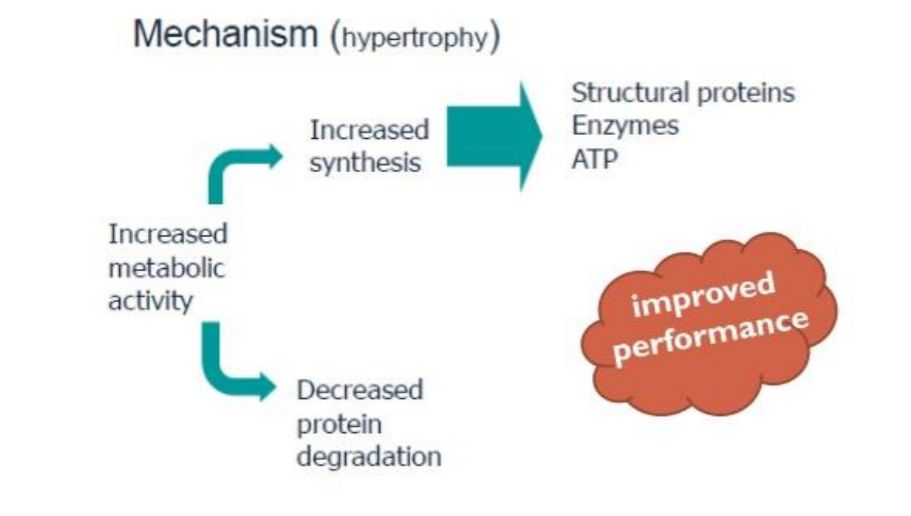 Mechanism (hypertrophy)
Increased
synthesis
Structural proteins
Enzymes
ATP
Increased
metabolic
activity
improved
performance
Decreased
protein
degradation